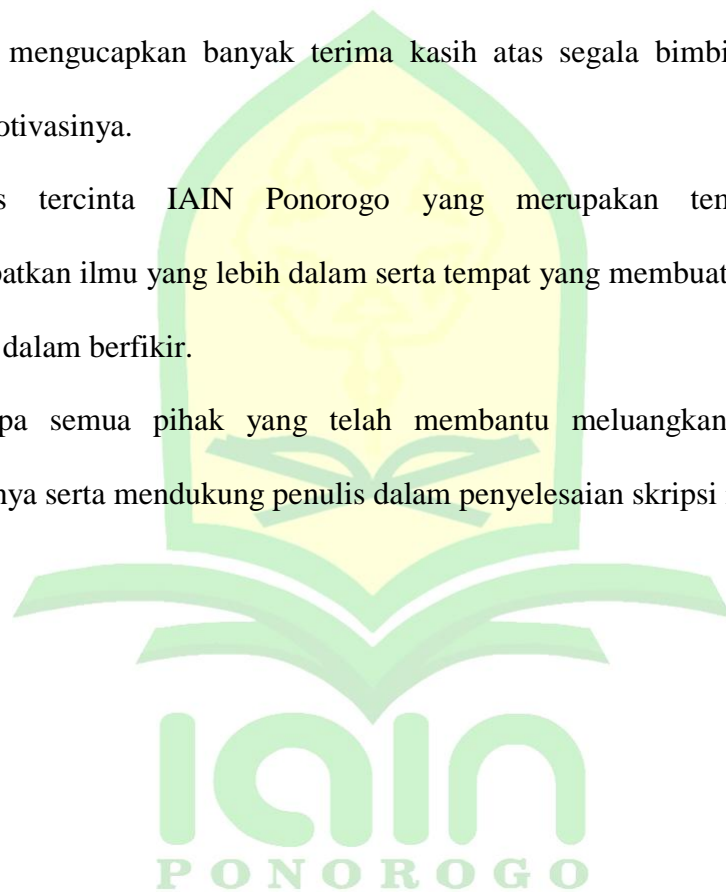 mengucapkan banyak terima kasih atas segala bimbi
otivasinya.
s tercinta IAIN Ponorogo yang merupakan ten
patkan ilmu yang lebih dalam serta tempat yang membuat
dalam berfikir.
pa semua pihak yang telah membantu meluangkan
nya serta mendukung penulis dalam penyelesaian skripsi
iain
PONOROGO